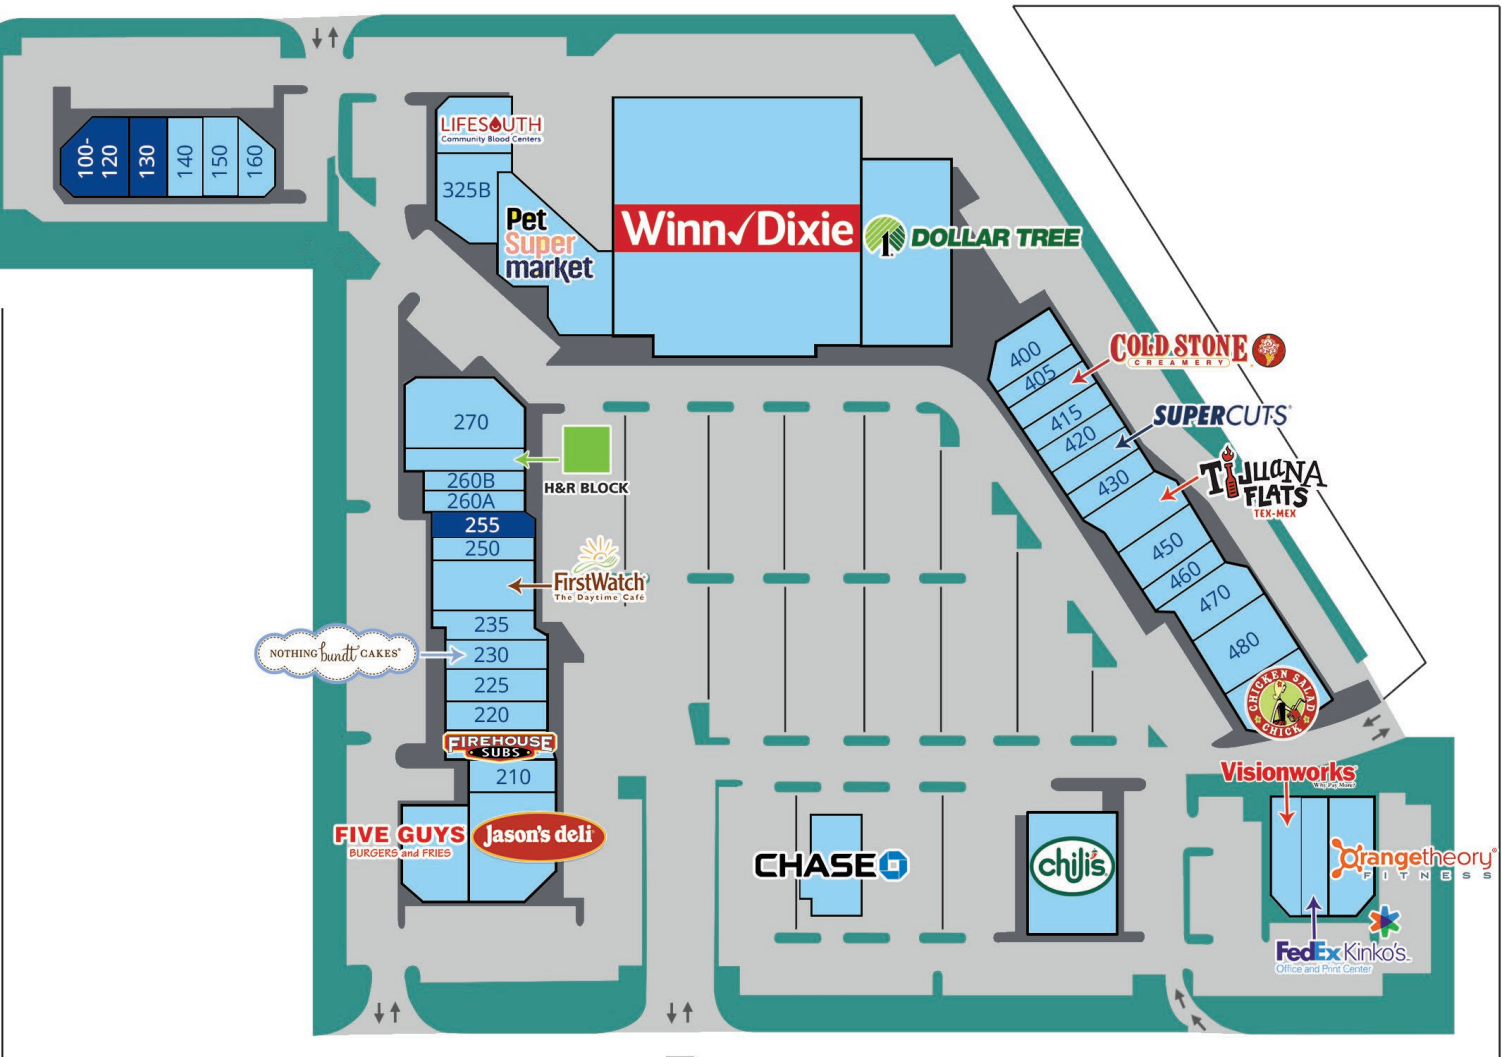 LIFESOUTH
Community Blood Centers
100-
120
130
140
150
160
325B
Pet
Super
market
Winn Dixie
1
DOLLAR TREE
400
405
COLD STONE
CREAMERY
415
420
SUPERCUTS
430
TIJUANA
FLATS
TEX-MEX
450
460
470
480
CHICKEN SALAD
CHICK
270
H&R BLOCK
260B
260A
255
250
FirstWatch
The Daytime Café
235
NOTHING bundt CAKES
230
225
220
FIREHOUSE
SUBS
210
FIVE GUYS
BURGERS and FRIES
Jason's deli
CHASE
chili's
Visionworks
Why Pay More?
Orangetheory
FITNESS
FedEx Kinko's
Office and Print Center